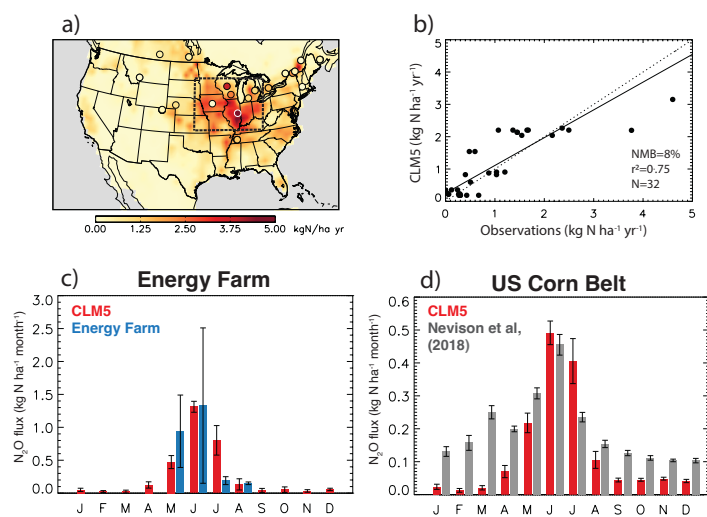 a)
0.00 1.25 2.50 3.75 5.00 kgN/ha yr
b)
CLM5 (kg N ha⁻¹ yr⁻¹)
5
4
3
2
1
0
NMB=8%
r²=0.75
N=32
0 1 2 3 4 5
Observations (kg N ha⁻¹ yr⁻¹)
c) Energy Farm
N₂O flux (kg N ha⁻¹ month⁻¹)
3.0
2.5
2.0
1.5
1.0
0.5
0.0
CLM5
Energy Farm
J F M A M J J A S O N D
d) US Corn Belt
N₂O flux (kg N ha⁻¹ month⁻¹)
0.6
0.5
0.4
0.3
0.2
0.1
0.0
CLM5
Nevison et al,
(2018)
J F M A M J J A S O N D